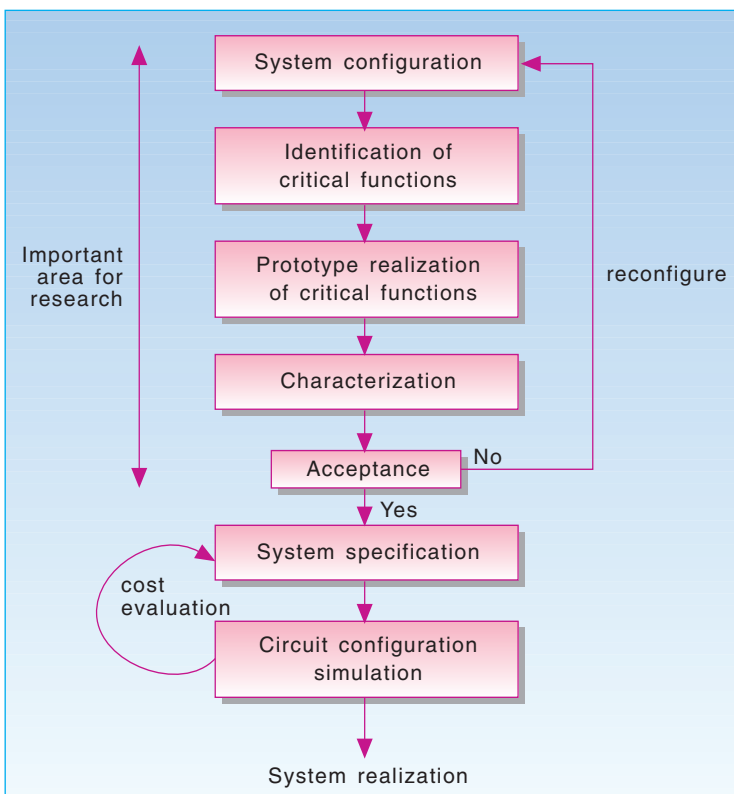 System configuration
Identification of
critical functions
Important
area for
research
Prototype realization
of critical functions
reconfigure
Characterization
Acceptance
No
Yes
System specification
cost
evaluation
Circuit configuration
simulation
System realization